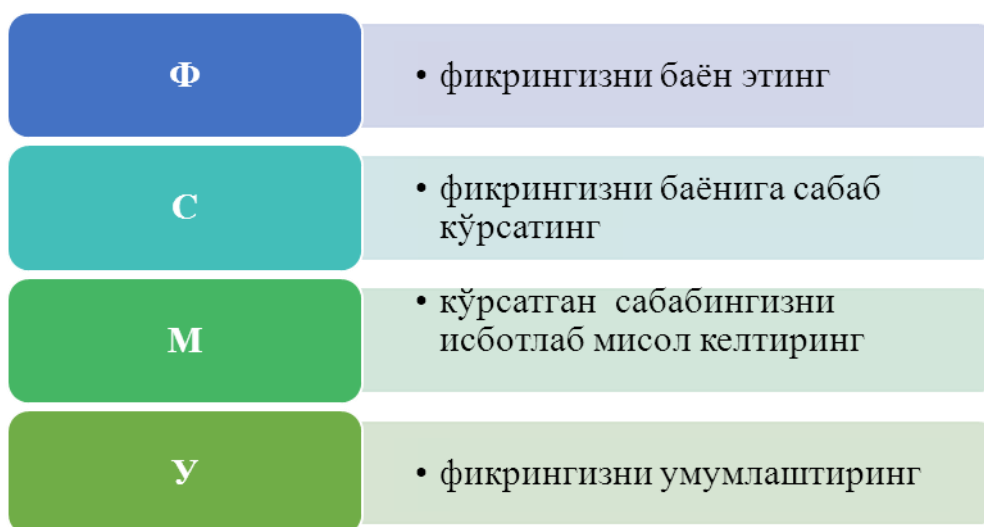 Ф
• фикрингизни баён этинг
С
• фикрингизни баёнига сабаб
кўрсатинг
М
• кўрсатган сабабингизни
исботлаб мисол келтиринг
У
• фикрингизни умумлаштиринг